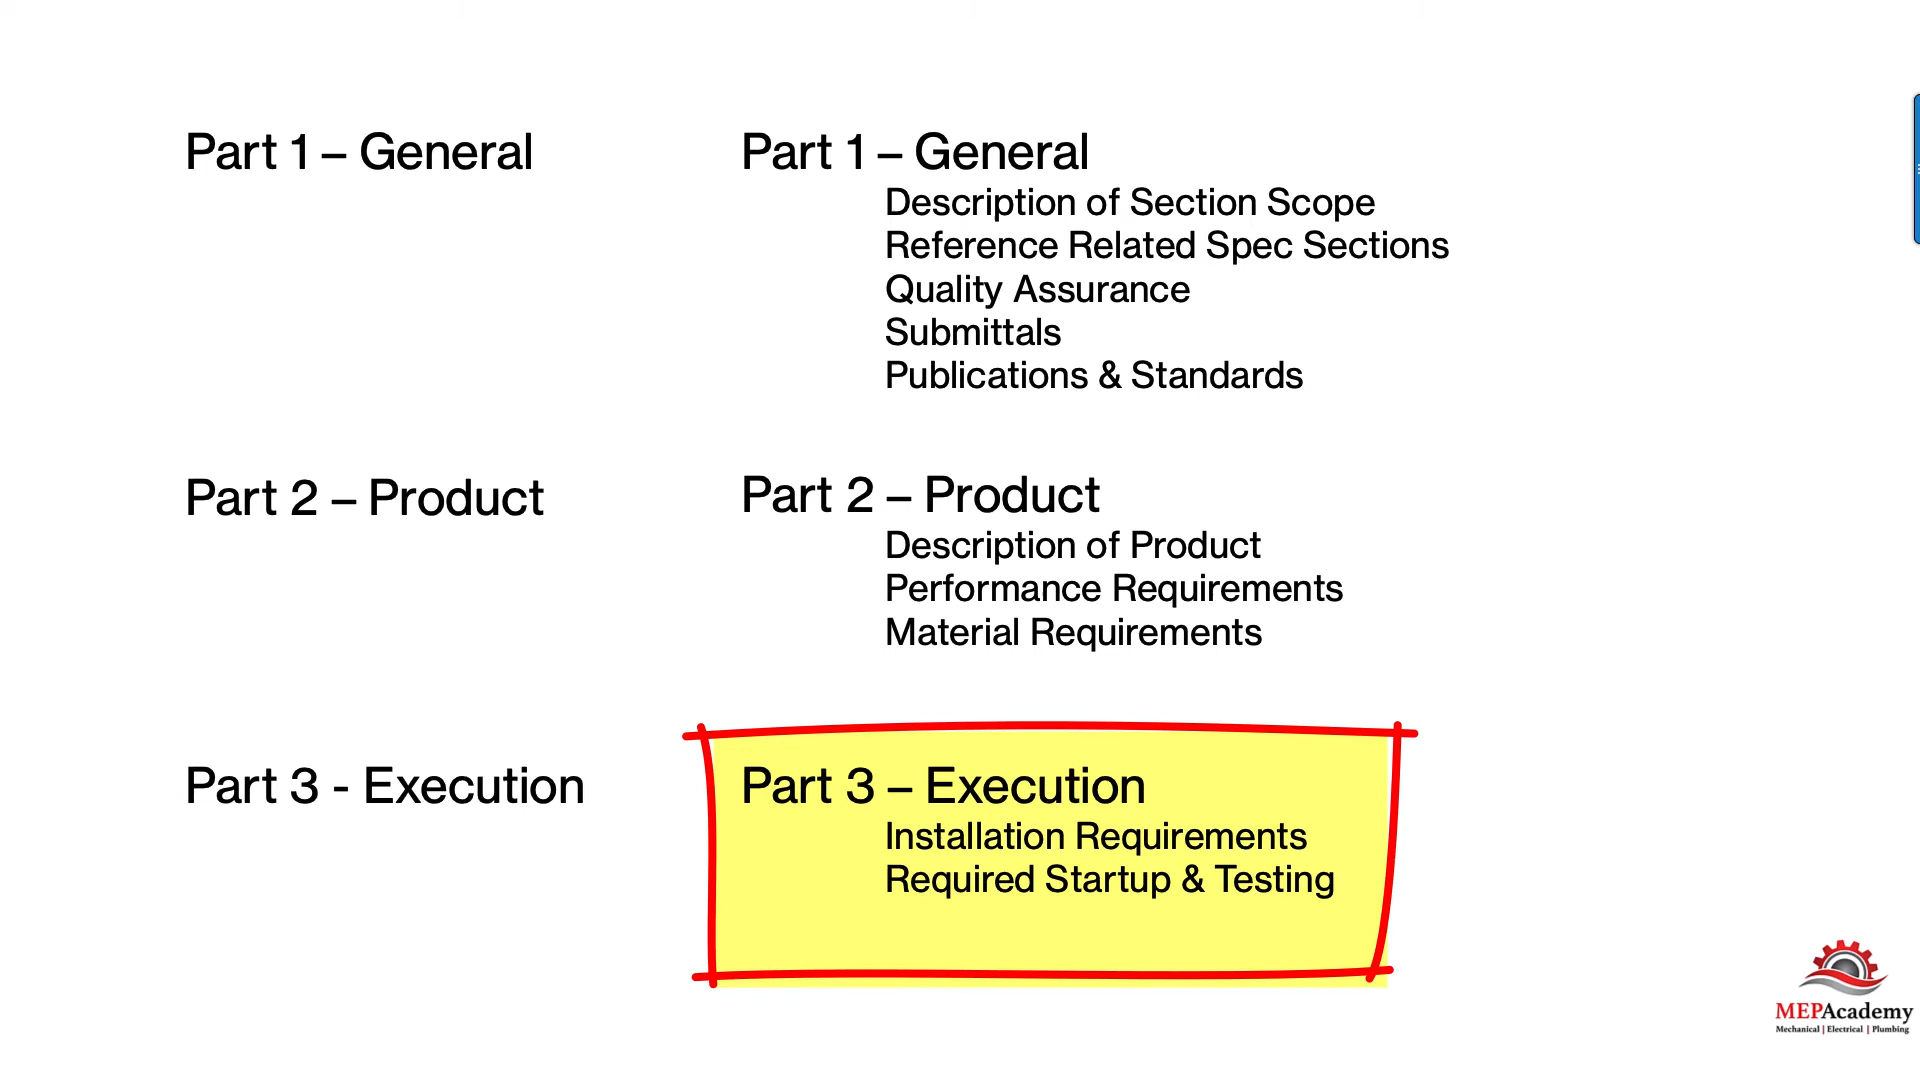 Part 1 – General
Part 1 – General
Description of Section Scope
Reference Related Spec Sections
Quality Assurance
Submittals
Publications & Standards
Part 2 – Product
Part 2 – Product
Description of Product
Performance Requirements
Material Requirements
Part 3 - Execution
Part 3 – Execution
Installation Requirements
Required Startup & Testing
MEPAcademy
Mechanical | Electrical | Plumbing